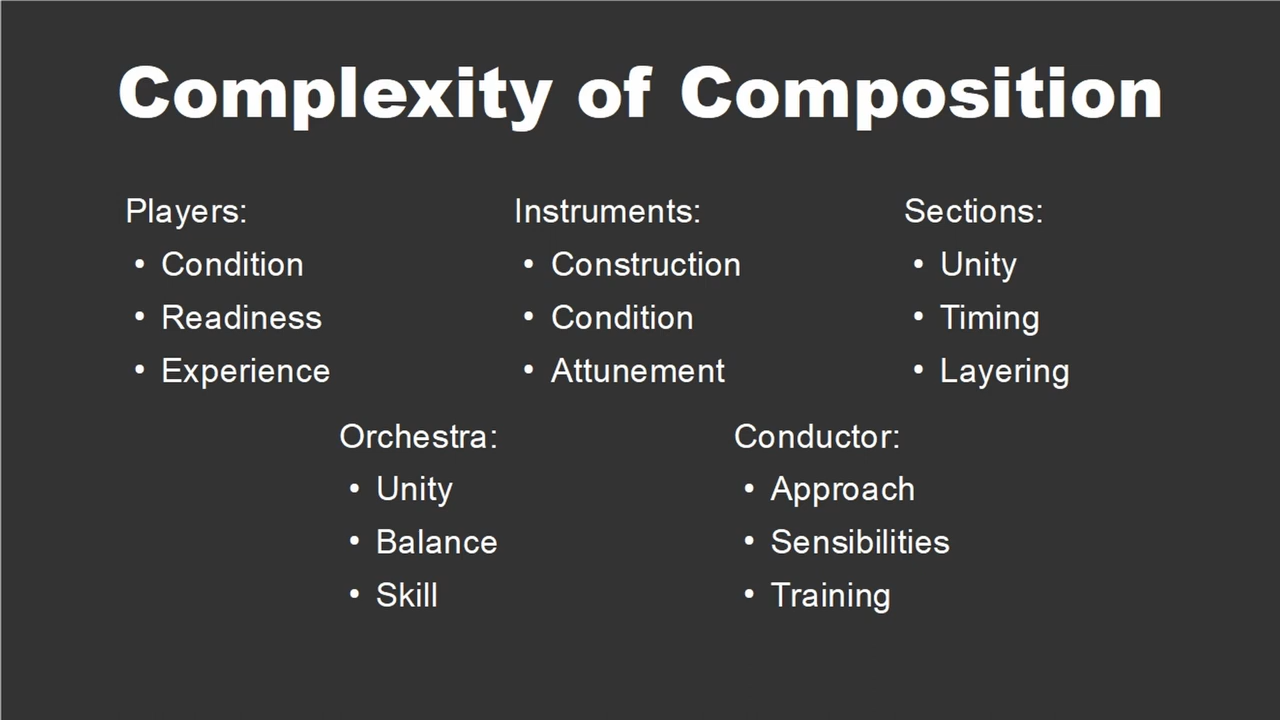 Complexity of Composition
Players:
• Condition
• Readiness
• Experience
Instruments:
• Construction
• Condition
• Attunement
Sections:
• Unity
• Timing
• Layering
Orchestra:
• Unity
• Balance
• Skill
Conductor:
• Approach
• Sensibilities
• Training